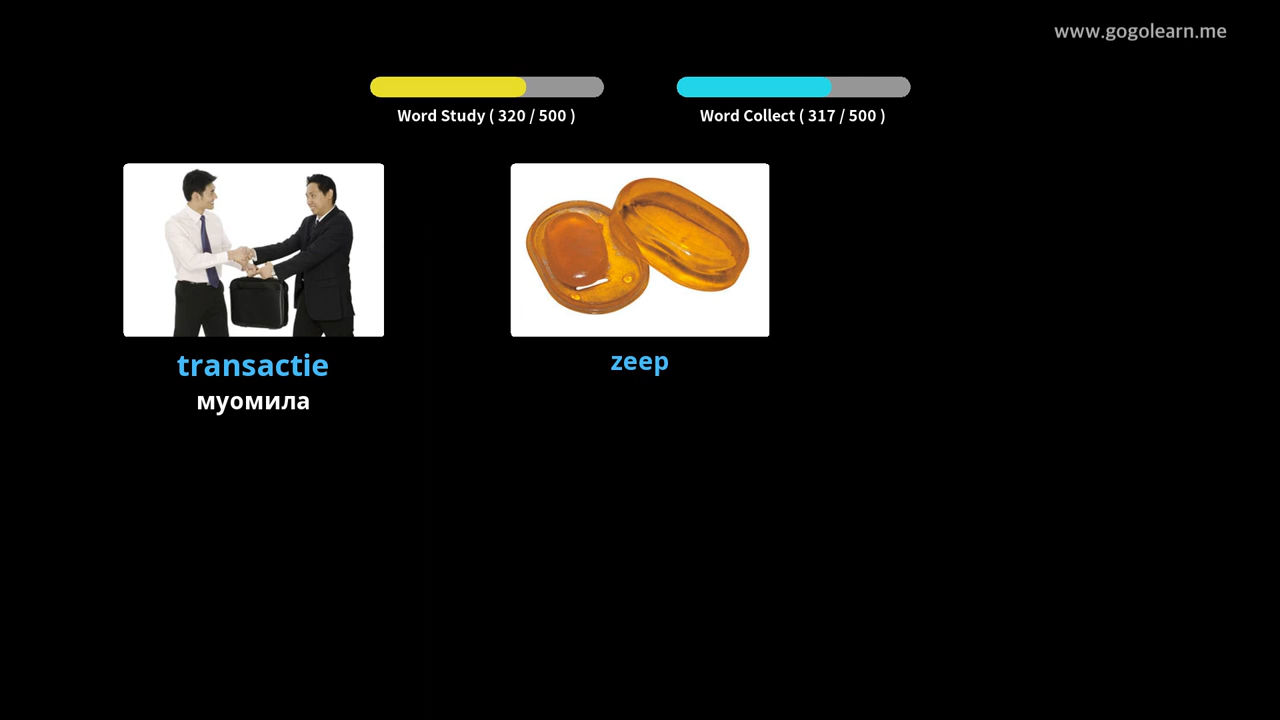 www.gogolearn.me
Word Study ( 320 / 500 )
Word Collect ( 317 / 500 )
transactie
муомила
zeep